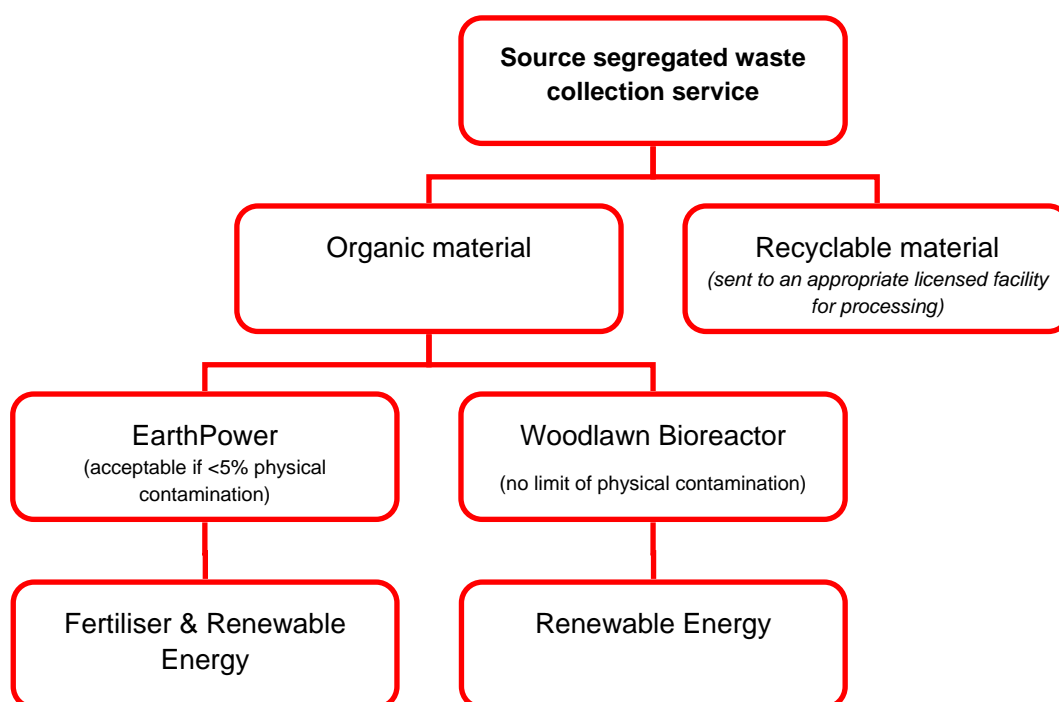 Source segregated waste
collection service
Organic material
Recyclable material
(sent to an appropriate licensed facility
for processing)
EarthPower
(acceptable if <5% physical
contamination)
Woodlawn Bioreactor
(no limit of physical contamination)
Fertiliser & Renewable
Energy
Renewable Energy